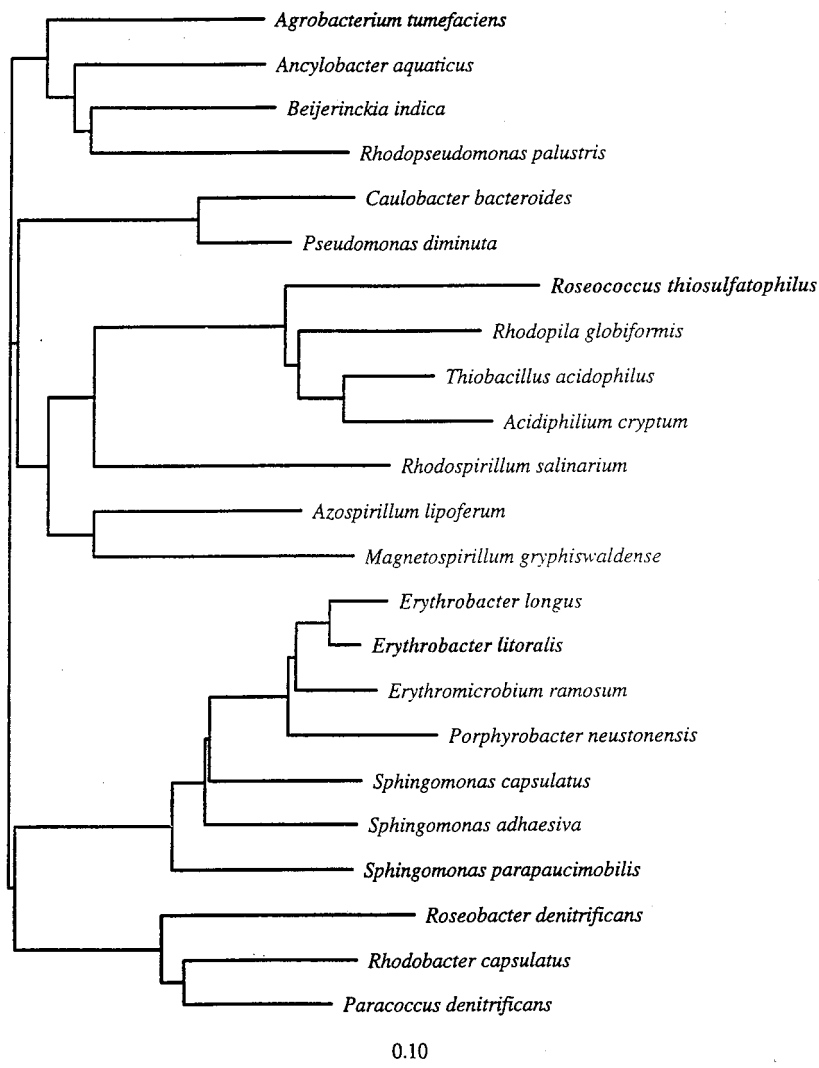 Agrobacterium tumefaciens
Ancylobacter aquaticus
Beijerinckia indica
Rhodopseudomonas palustris
Caulobacter bacteroides
Pseudomonas diminuta
Roseococcus thiosulfatophilus
Rhodopila globiformis
Thiobacillus acidophilus
Acidiphilium cryptum
Rhodospirillum salinarium
Azospirillum lipoferum
Magnetospirillum gryphiswaldense
Erythrobacter longus
Erythrobacter litoralis
Erythromicrobium ramosum
Porphyrobacter neustonensis
Sphingomonas capsulatus
Sphingomonas adhaesiva
Sphingomonas parapaucimobilis
Roseobacter denitrificans
Rhodobacter capsulatus
Paracoccus denitrificans
0.10